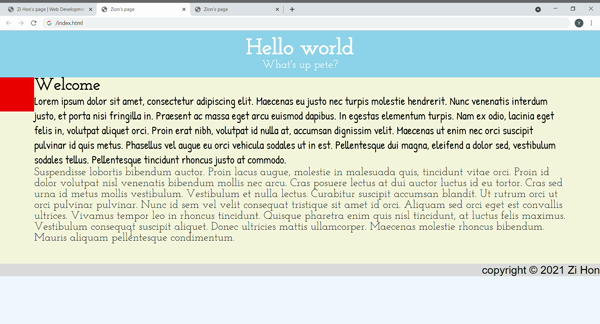 Zi Hon's page | Web Developme
Zion's page
Zion's page
/index.html
Hello world
What's up pete?
Welcome
Lorem ipsum dolor sit amet, consectetur adipiscing elit. Maecenas eu justo nec turpis molestie hendrerit. Nunc venenatis interdum
justo, et porta nisi fringilla in. Praesent ac massa eget arcu euismod dapibus. In egestas elementum turpis. Nam ex odio, lacinia eget
felis in, volutpat aliquet orci. Proin erat nibh, volutpat id nulla at, accumsan dignissim velit. Maecenas ut enim nec orci suscipit
pulvinar id quis metus. Phasellus vel augue eu orci vehicula sodales ut in est. Pellentesque dui magna, eleifend a dolor sed, vestibulum
sodales tellus. Pellentesque tincidunt rhoncus justo at commodo.
Suspendisse lobortis bibendum auctor. Proin lacus augue, molestie in malesuada quis, tincidunt vitae orci. Proin id
dolor volutpat nisl venenatis bibendum mollis nec arcu. Cras posuere lectus at dui auctor luctus id eu tortor. Cras sed
urna id metus mollis vestibulum. Vestibulum eu mattis lectus. Curabitur suscipit accumsan blandit. Ut rutrum orci ut
orci pulvinar pulvinar. Nunc id sem vel velit consequat tristique sit amet id orci. Aliquam sed orci eget est convallis
ultrices. Vivamus tempor leo in rhoncus tincidunt. Quisque pharetra enim quis nisl tincidunt, at luctus felis maximus.
Vestibulum consequat suscipit aliquet. Donec ultricies mattis ullamcorper. Maecenas molestie rhoncus bibendum.
Mauris aliquam pellentesque condimentum.
copyright © 2021 Zi Hon